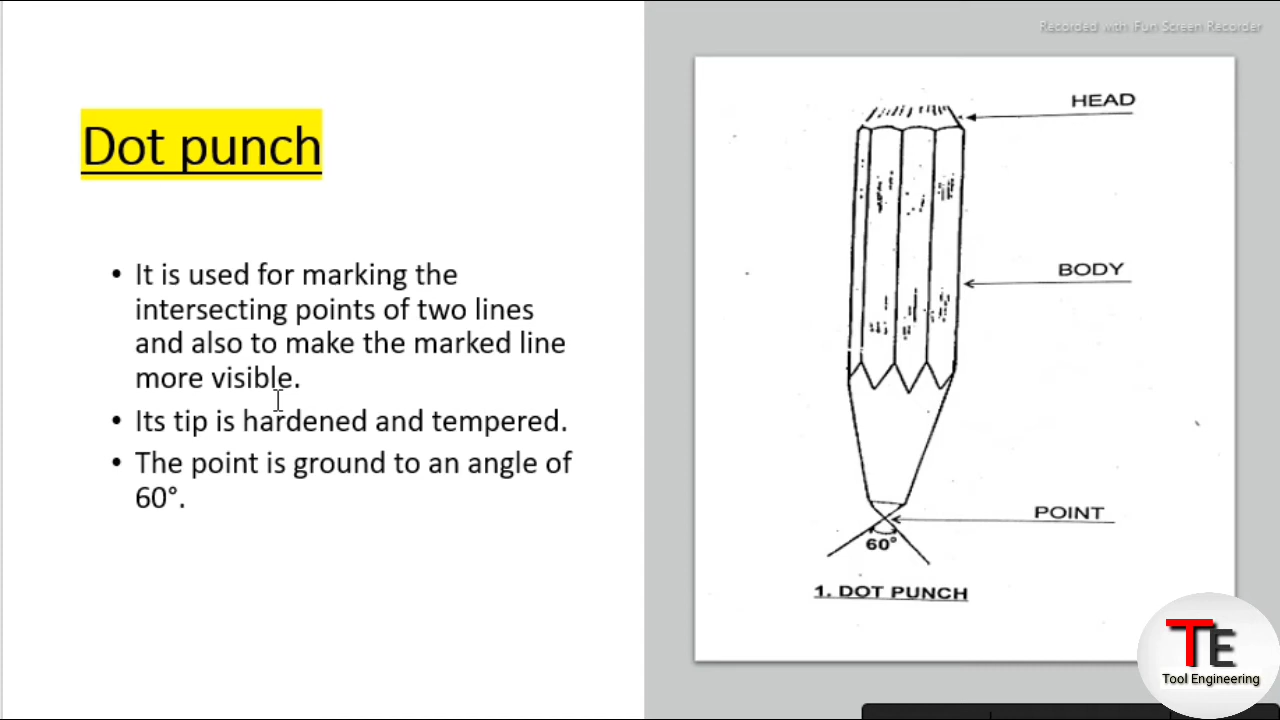 Recorded with iFun Screen Recorder
Dot punch
• It is used for marking the
intersecting points of two lines
and also to make the marked line
more visible.
• Its tip is hardened and tempered.
• The point is ground to an angle of
60°.
HEAD
BODY
POINT
60°
1. DOT PUNCH
TE
Tool Engineering